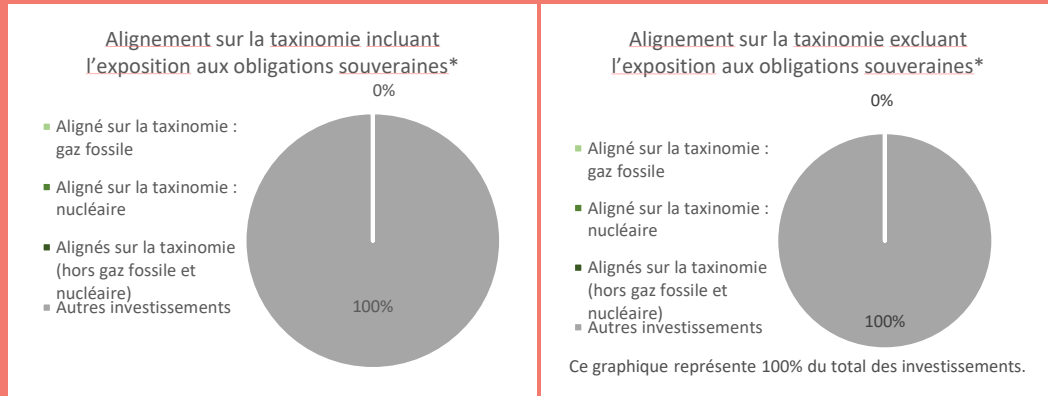 Alignement sur la taxinomie incluant
l'exposition aux obligations souveraines*
0%
Aligné sur la taxinomie :
gaz fossile
Aligné sur la taxinomie :
nucléaire
Alignés sur la taxinomie
(hors gaz fossile et
nucléaire)
Autres investissements
100%
Alignement sur la taxinomie excluant
l'exposition aux obligations souveraines*
0%
Aligné sur la taxinomie :
gaz fossile
Aligné sur la taxinomie :
nucléaire
Alignés sur la taxinomie
(hors gaz fossile et
nucléaire)
Autres investissements
100%
Ce graphique représente 100% du total des investissements.